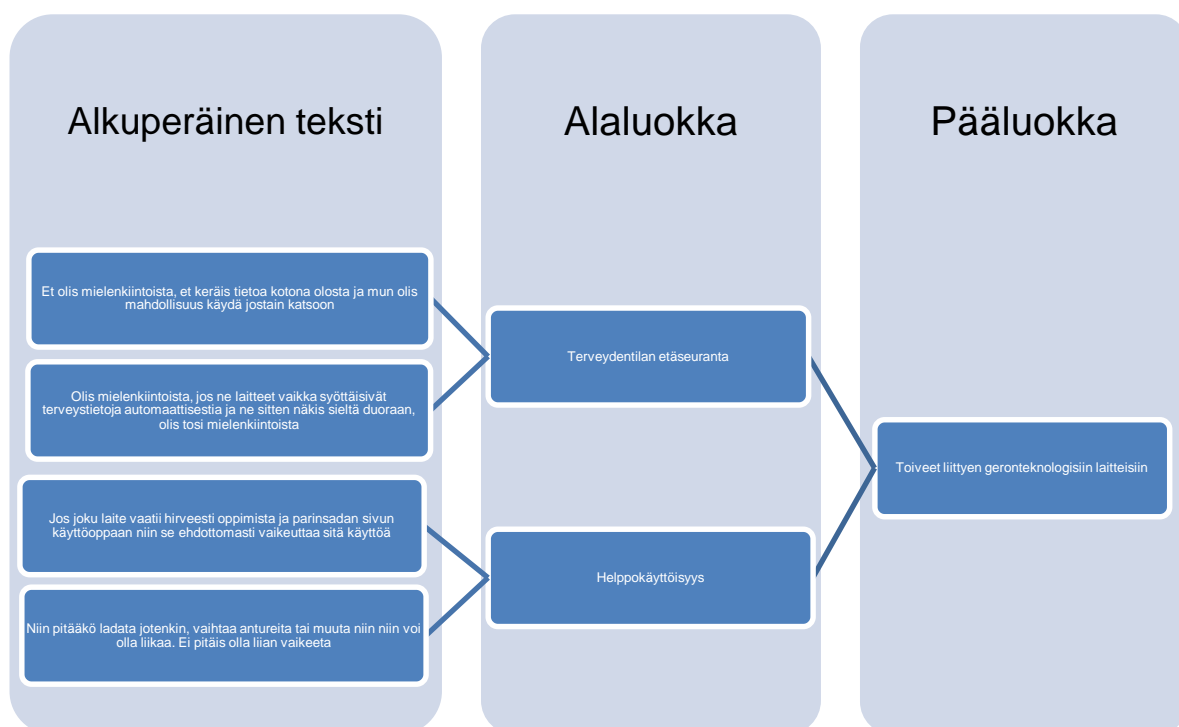 Alkuperäinen teksti
Alaluokka
Pääluokka
Et olis mielenkiintoista, et keräis tietoa kotona olosta ja mun olis
mahdollisuus käydä jostain katsoon
Olis mielenkiintoista, jos ne laitteet vaikka syöttäisivät
terveystietoja automaattisestia ja ne sitten näkis sieltä duoraan,
olis tosi mielenkiintoista
Jos joku laite vaatii hirveesti oppimista ja parinsadan sivun
käyttöoppaan niin se ehdottomasti vaikeuttaa sitä käyttöä
Niin pitääkö ladata jotenkin, vaihtaa antureita tai muuta niin niin voi
olla liikaa. Ei pitäis olla liian vaikeeta
Terveydentilan etäseuranta
Helppokäyttöisyys
Toiveet liittyen geronteknologisiin laitteisiin